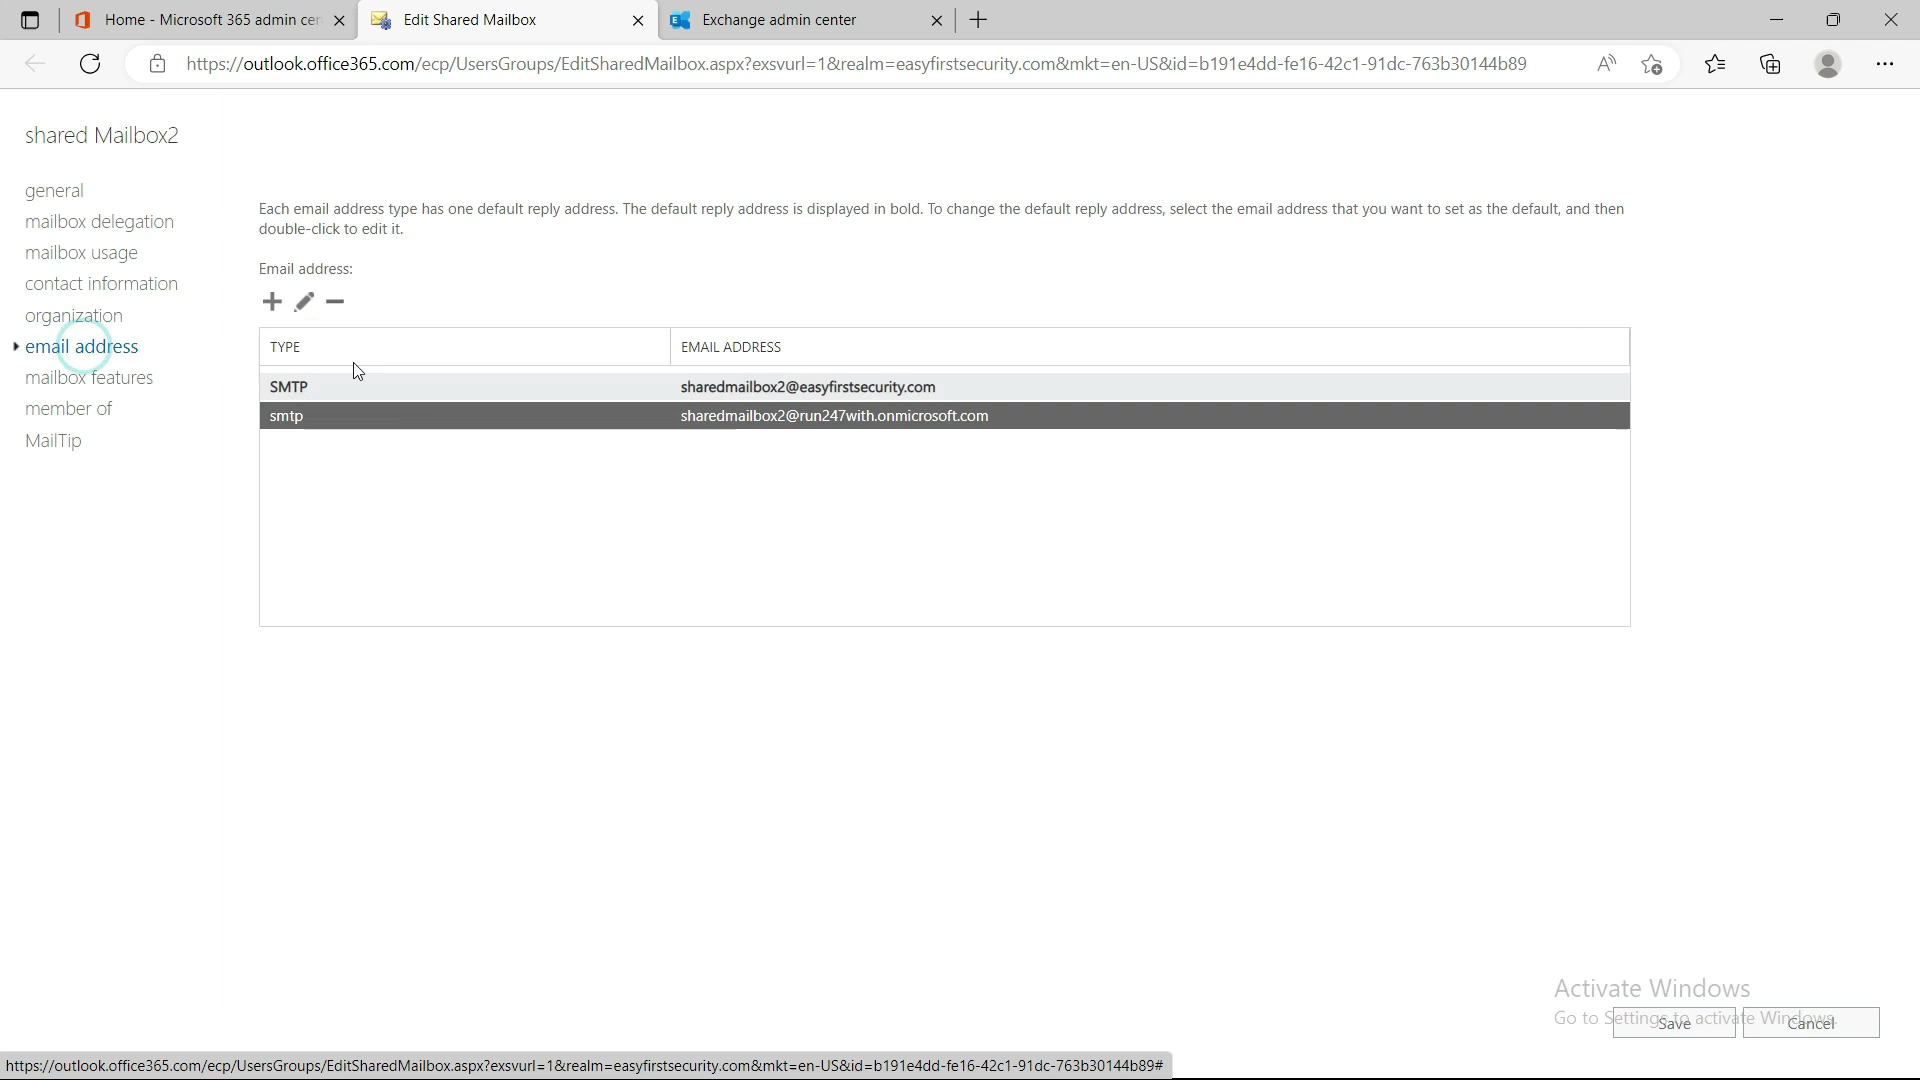 Home - Microsoft 365 admin cen
Edit Shared Mailbox
Exchange admin center
https://outlook.office365.com/ecp/UsersGroups/EditSharedMailbox.aspx?exsvurl=1&realm=easyfirstsecurity.com&mkt=en-US&id=b191e4dd-fe16-42c1-91dc-763b30144b89
shared Mailbox2
general
mailbox delegation
mailbox usage
contact information
organization
email address
mailbox features
member of
MailTip
Each email address type has one default reply address. The default reply address is displayed in bold. To change the default reply address, select the email address that you want to set as the default, and then
double-click to edit it.
Email address:
TYPE EMAIL ADDRESS
SMTP sharedmailbox2@easyfirstsecurity.com
smtp sharedmailbox2@run247with.onmicrosoft.com
Activate Windows
Go to Settings to activate Windows.
Save Cancel
https://outlook.office365.com/ecp/UsersGroups/EditSharedMailbox.aspx?exsvurl=1&realm=easyfirstsecurity.com&mkt=en-US&id=b191e4dd-fe16-42c1-91dc-763b30144b89#